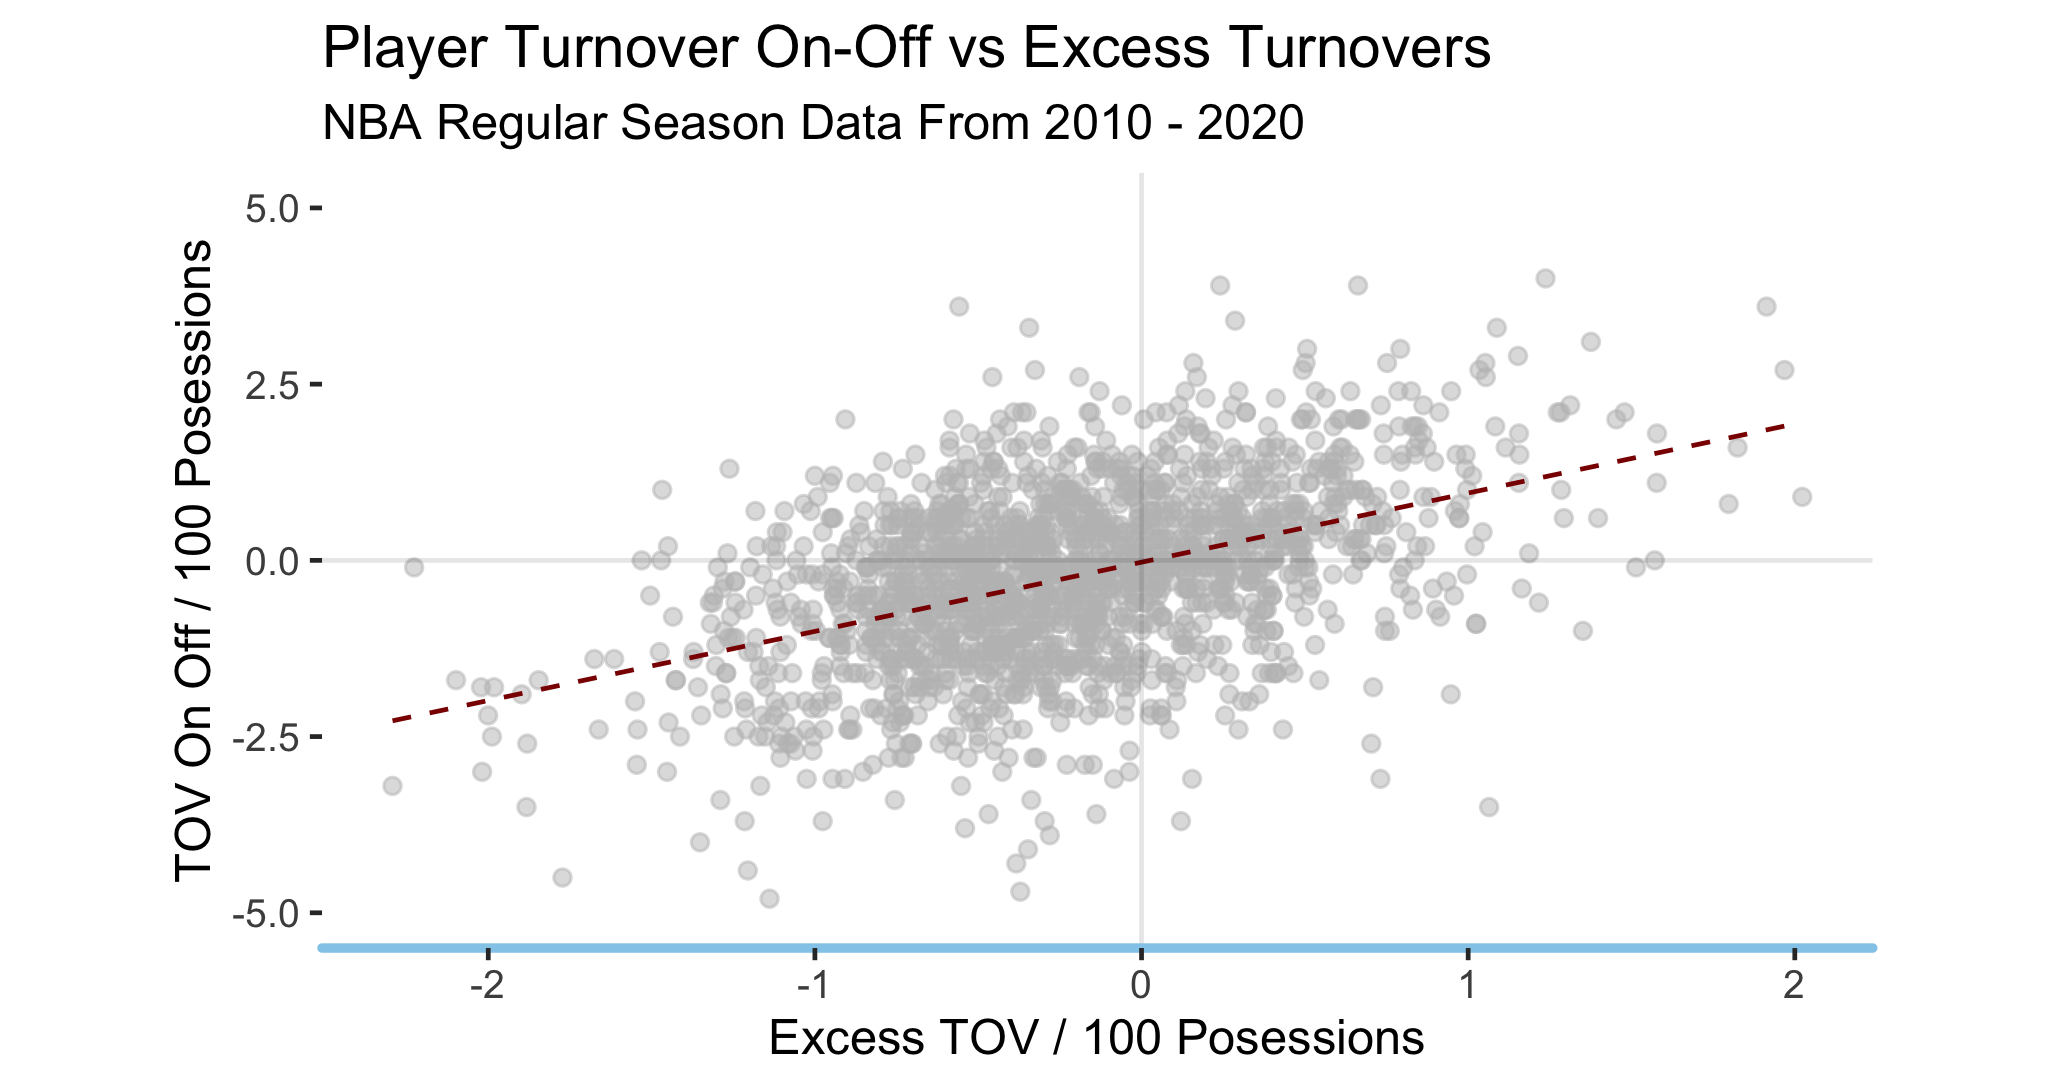 Player Turnover On-Off vs Excess Turnovers
NBA Regular Season Data From 2010 - 2020
TOV On Off / 100 Posessions
5.0
2.5
0.0
-2.5
-5.0
-2
-1
0
1
2
Excess TOV / 100 Posessions